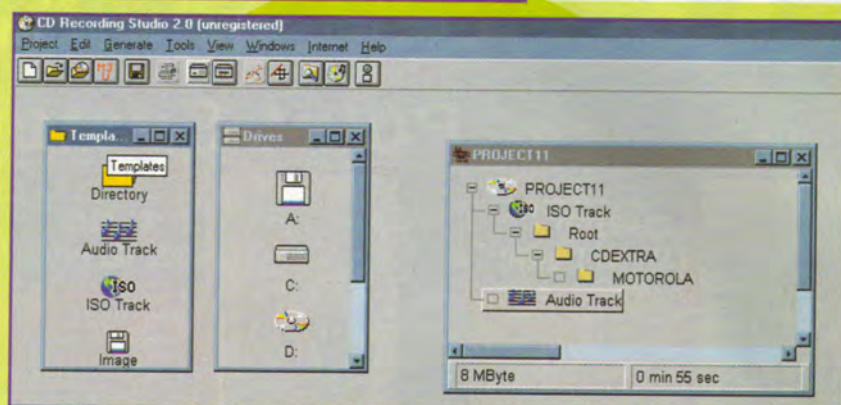 CD Recording Studio 2.0 (unregistered)
Project Edit Generate Tools View Windows Internet Help
Templa...
Templates
Directory
Audio Track
ISO
ISO Track
Image
Drives
A:
C:
D:
PROJECT11
PROJECT11
ISO
ISO Track
Root
CDEXTRA
MOTOROLA
Audio Track
8 MByte
0 min 55 sec